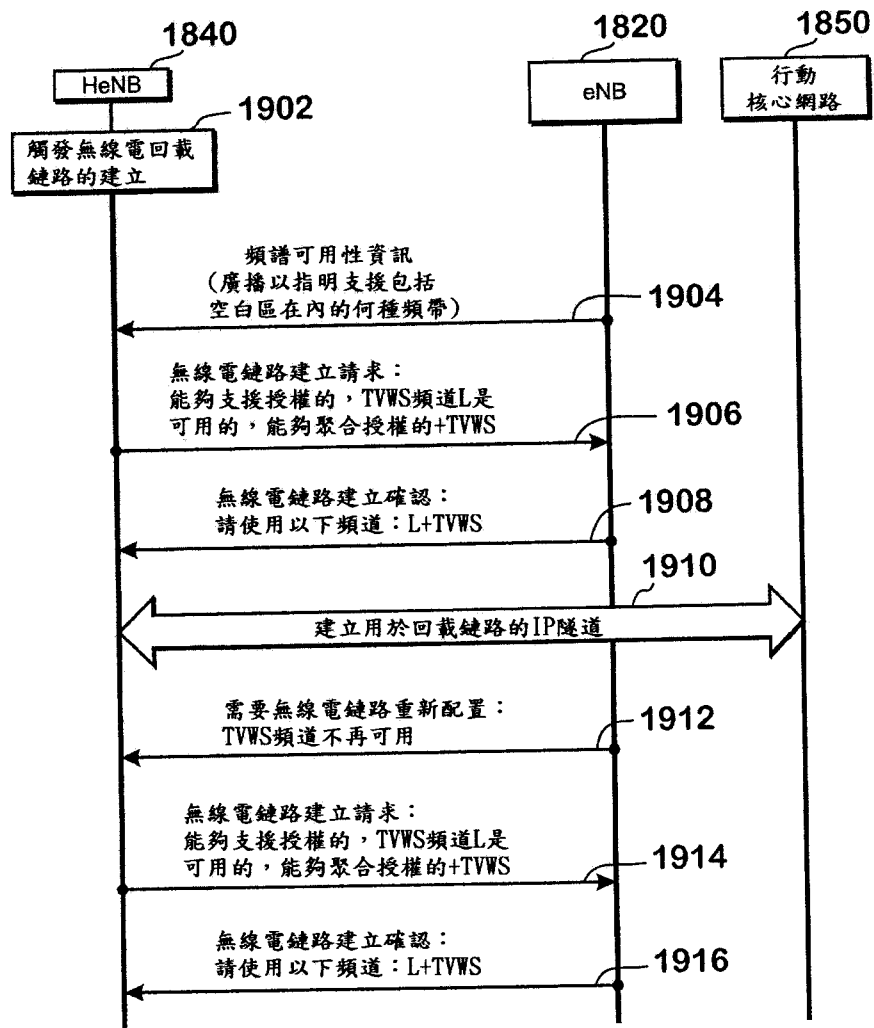 1840
1820
1850
HeNB
eNB
行動
核心網路
1902
觸發無線電回載
鏈路的建立
頻譜可用性資訊
(廣播以指明支援包括
空白區在內的何種頻帶)
1904
無線電鏈路建立請求：
能夠支援授權的，TVWS頻道L是
可用的，能夠聚合授權的+TVWS
1906
無線電鏈路建立確認：
請使用以下頻道：L+TVWS
1908
1910
建立用於回載鏈路的IP隧道
需要無線電鏈路重新配置：
TVWS頻道不再可用
1912
無線電鏈路建立請求：
能夠支援授權的，TVWS頻道L是
可用的，能夠聚合授權的+TVWS
1914
無線電鏈路建立確認：
請使用以下頻道：L+TVWS
1916